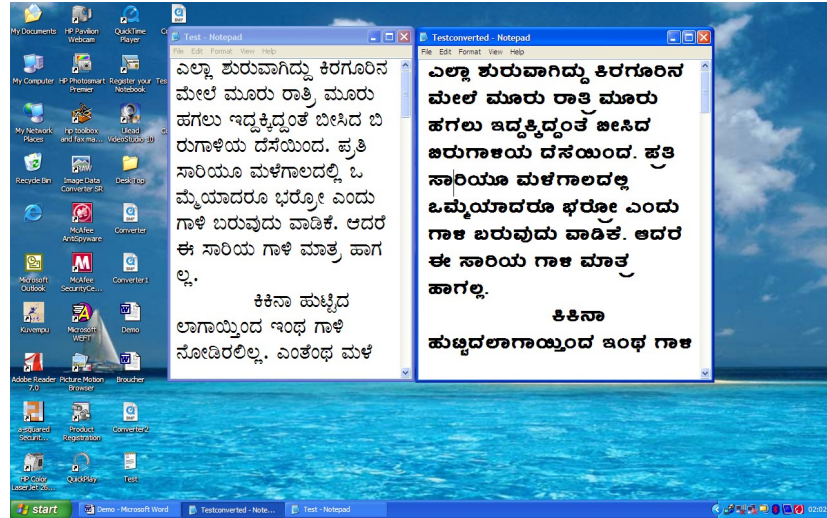 My Documents
HP Pavilion Webcam
QuickTime Player
My Computer
HP Photosmart Premier
Register your Notebook
My Network Places
hp toolbox and fax ma...
Ulead VideoStudio 10
Recycle Bin
Image Data Converter SR
DeskTop
McAfee AntiSpyware
Converter
Microsoft Outlook
McAfee SecurityCe...
Converter1
Kuvempu
Microsoft WEFT
Demo
Adobe Reader 7.0
Picture Motion Browser
Broucher
a-squared Securit...
Product Registration
Converter2
HP Color LaserJet 26...
QuickPlay
Test
Test - Notepad
File Edit Format View Help
ಎಲ್ಲಾ ಶುರುವಾಗಿದ್ದು ಕಿರಗೂರಿನ
ಮೇಲೆ ಮೂರು ರಾತ್ರಿ ಮೂರು
ಹಗಲು ಇದ್ದಕ್ಕಿದ್ದಂತೆ ಬೀಸಿದ ಬಿ
ರುಗಾಳಿಯ ದೆಸೆಯಿಂದ. ಪ್ರತಿ
ಸಾರಿಯೂ ಮಳೆಗಾಲದಲ್ಲಿ ಒ
ಮ್ಮೆಯಾದರೂ ಭರ್ರೋ ಎಂದು
ಗಾಳಿ ಬರುವುದು ವಾಡಿಕೆ. ಆದರೆ
ಈ ಸಾರಿಯ ಗಾಳಿ ಮಾತ್ರ ಹಾಗ
ಲ್ಲ.
ಕಿಕಿನಾ ಹುಟ್ಟಿದ
ಲಾಗಾಯ್ತಿಂದ ಇಂಥ ಗಾಳಿ
ನೋಡಿರಲಿಲ್ಲ. ಎಂತೆಂಥ ಮಳೆ
Testconverted - Notepad
File Edit Format View Help
ಎಲ್ಲಾ ಶುರುವಾಗಿದ್ದು ಕಿರಗೂರಿನ
ಮೇಲೆ ಮೂರು ರಾತ್ರಿ ಮೂರು
ಹಗಲು ಇದ್ದಕ್ಕಿದ್ದಂತೆ ಬೀಸಿದ
ಬಿರುಗಾಳಿಯ ದೆಸೆಯಿಂದ. ಪ್ರತಿ
ಸಾರಿಯೂ ಮಳೆಗಾಲದಲ್ಲಿ
ಒಮ್ಮೆಯಾದರೂ ಭರ್ರೋ ಎಂದು
ಗಾಳಿ ಬರುವುದು ವಾಡಿಕೆ. ಆದರೆ
ಈ ಸಾರಿಯ ಗಾಳಿ ಮಾತ್ರ
ಹಾಗಲ್ಲ.
ಕಿಕಿನಾ
ಹುಟ್ಟಿದಲಾಗಾಯ್ತಿಂದ ಇಂಥ ಗಾಳಿ
start
Demo - Microsoft Word
Testconverted - Note...
Test - Notepad
02:02